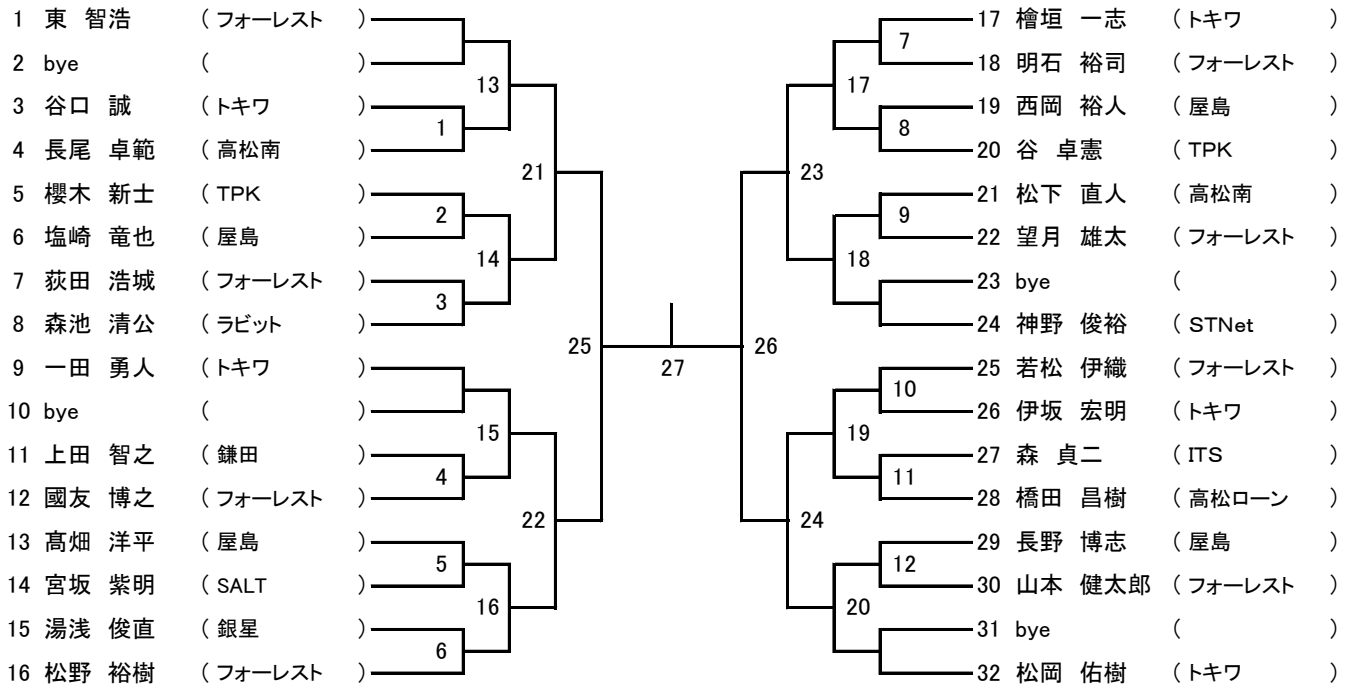 1 東 智浩 ( フォーレスト )
2 bye ( )
3 谷口 誠 ( トキワ )
4 長尾 卓範 ( 高松南 )
5 櫻木 新士 ( TPK )
6 塩崎 竜也 ( 屋島 )
7 荻田 浩城 ( フォーレスト )
8 森池 清公 ( ラビット )
9 一田 勇人 ( トキワ )
10 bye ( )
11 上田 智之 ( 鎌田 )
12 國友 博之 ( フォーレスト )
13 髙畑 洋平 ( 屋島 )
14 宮坂 紫明 ( SALT )
15 湯浅 俊直 ( 銀星 )
16 松野 裕樹 ( フォーレスト )
1
2
3
4
5
6
13
14
15
16
21
22
25
27
26
23
24
17
18
19
20
7
8
9
10
11
12
17 檜垣 一志 ( トキワ )
18 明石 裕司 ( フォーレスト )
19 西岡 裕人 ( 屋島 )
20 谷 卓憲 ( TPK )
21 松下 直人 ( 高松南 )
22 望月 雄太 ( フォーレスト )
23 bye ( )
24 神野 俊裕 ( STNet )
25 若松 伊織 ( フォーレスト )
26 伊坂 宏明 ( トキワ )
27 森 貞二 ( ITS )
28 橋田 昌樹 ( 高松ローン )
29 長野 博志 ( 屋島 )
30 山本 健太郎 ( フォーレスト )
31 bye ( )
32 松岡 佑樹 ( トキワ )